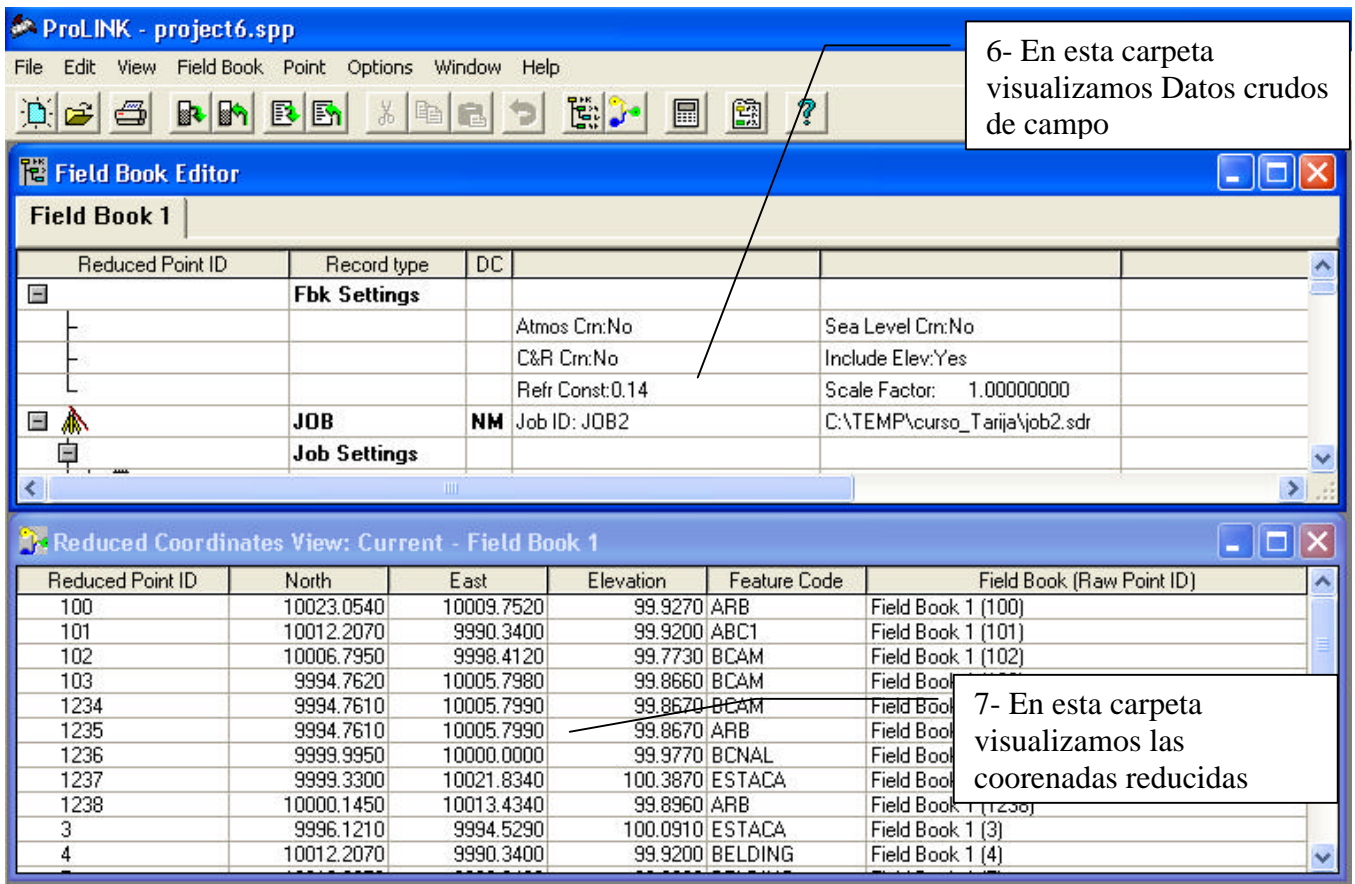 ProLINK - project6.spp
File Edit View Field Book Point Options Window Help
6- En esta carpeta
visualizamos Datos crudos
de campo
Field Book Editor
Field Book 1
Reduced Point ID Record type DC
Fbk Settings
Atmos Crn:No Sea Level Crn:No
C&R Crn:No Include Elev:Yes
Refr Const:0.14 Scale Factor: 1.00000000
JOB NM Job ID: JOB2 C:\TEMP\curso_Tarija\job2.sdr
Job Settings
Reduced Coordinates View: Current - Field Book 1
Reduced Point ID North East Elevation Feature Code Field Book (Raw Point ID)
100 10023.0540 10009.7520 99.9270 ARB Field Book 1 (100)
101 10012.2070 9990.3400 99.9200 ABC1 Field Book 1 (101)
102 10006.7950 9998.4120 99.7730 BCAM Field Book 1 (102)
103 9994.7620 10005.7980 99.8660 BCAM Field
1234 9994.7610 10005.7990 99.8670 BCAM Field
1235 9994.7610 10005.7990 99.8670 ARB Field
1236 9999.9950 10000.0000 99.9770 BCNAL Field
1237 9999.3300 10021.8340 100.3870 ESTACA Field
1238 10000.1450 10013.4340 99.8960 ARB Field Book 1 (1238)
3 9996.1210 9994.5290 100.0910 ESTACA Field Book 1 (3)
4 10012.2070 9990.3400 99.9200 BELDING Field Book 1 (4)
7- En esta carpeta
visualizamos las
coorenadas reducidas